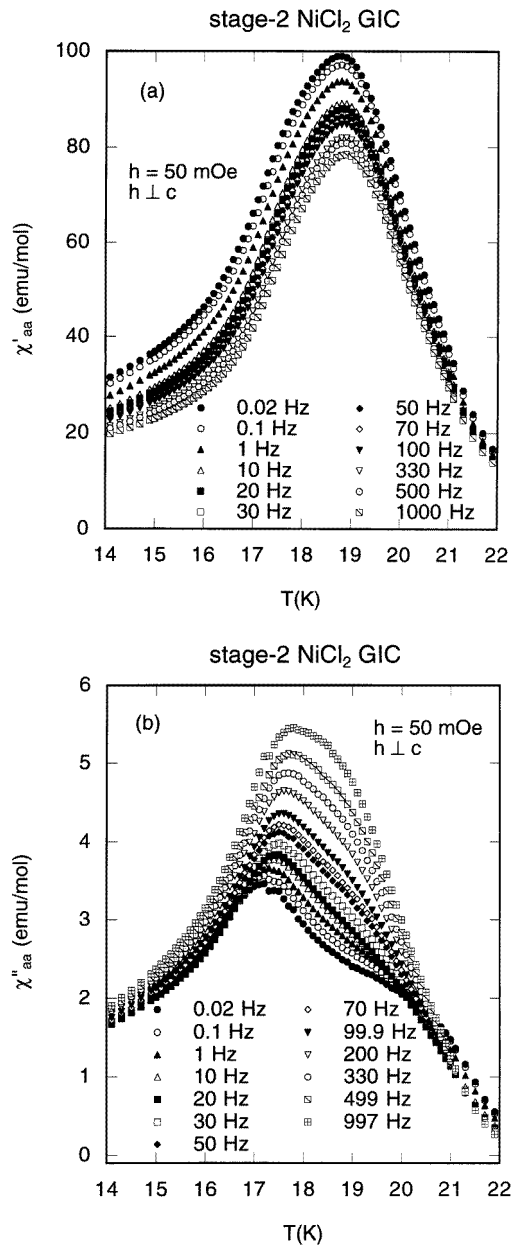 stage-2 NiCl₂ GIC
100
80
60
40
20
0
χ'aa (emu/mol)
(a)
h = 50 mOe
h ⊥ c
0.02 Hz
0.1 Hz
1 Hz
10 Hz
20 Hz
30 Hz
50 Hz
70 Hz
100 Hz
330 Hz
500 Hz
1000 Hz
14 15 16 17 18 19 20 21 22
T(K)
stage-2 NiCl₂ GIC
6
5
4
3
2
1
0
χ"aa (emu/mol)
(b)
h = 50 mOe
h ⊥ c
0.02 Hz
0.1 Hz
1 Hz
10 Hz
20 Hz
30 Hz
50 Hz
70 Hz
99.9 Hz
200 Hz
330 Hz
499 Hz
997 Hz
14 15 16 17 18 19 20 21 22
T(K)